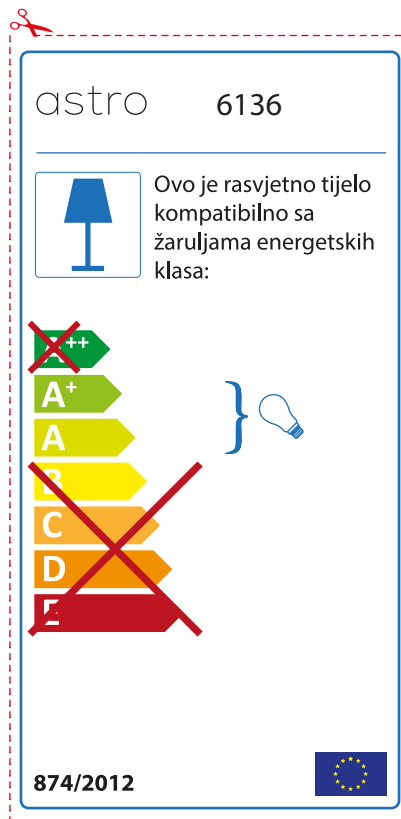 astro 6136
Ovo je rasvjetno tijelo
kompatibilno sa
žaruljama energetskih
klasa:
A++
A+
A
B
C
D
E
874/2012